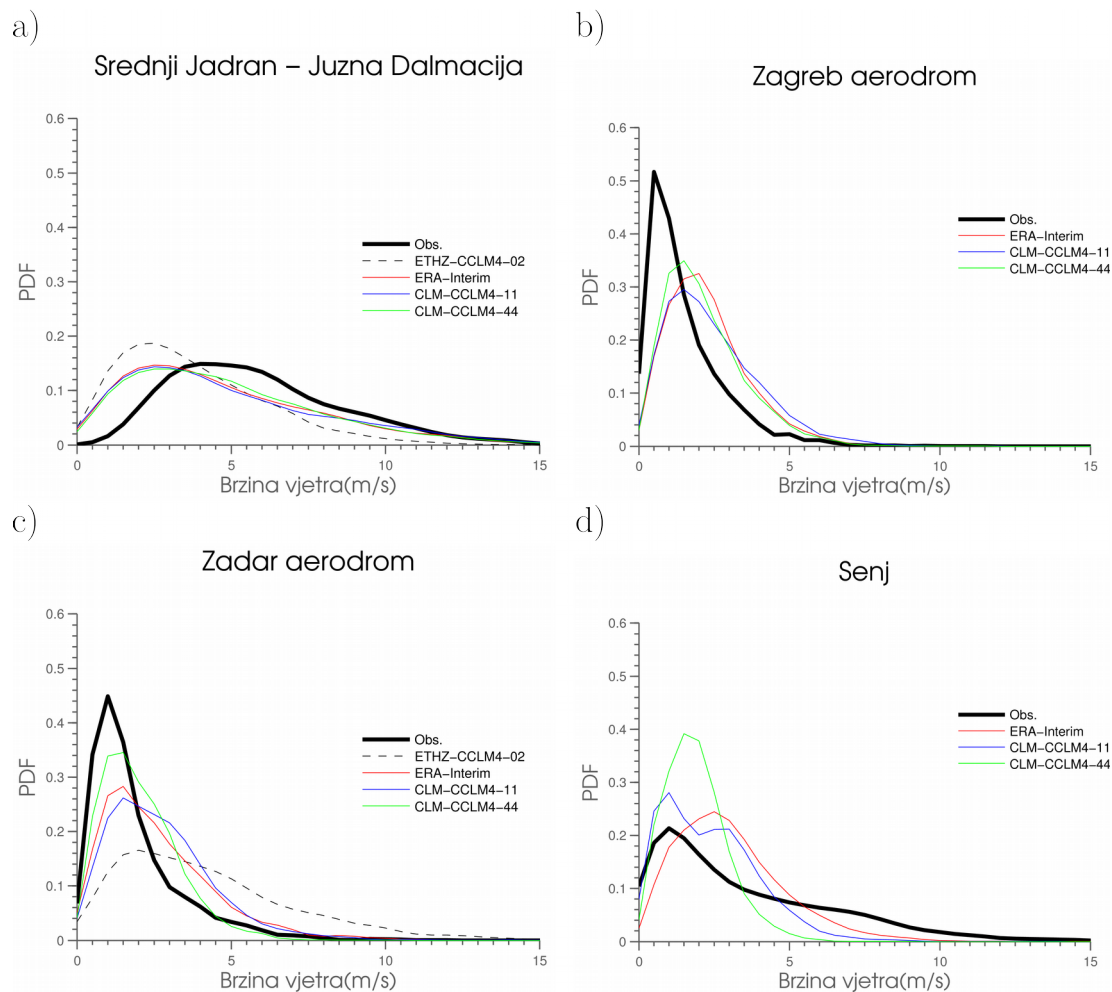 a)
Srednji Jadran – Juzna Dalmacija
0.6
0.5
0.4
0.3
0.2
0.1
0
PDF
Obs.
ETHZ–CCLM4–02
ERA–Interim
CLM–CCLM4–11
CLM–CCLM4–44
0 5 10 15
Brzina vjetra(m/s)
b)
Zagreb aerodrom
0.6
0.5
0.4
0.3
0.2
0.1
0
PDF
Obs.
ERA–Interim
CLM–CCLM4–11
CLM–CCLM4–44
0 5 10 15
Brzina vjetra(m/s)
c)
Zadar aerodrom
0.6
0.5
0.4
0.3
0.2
0.1
0
PDF
Obs.
ETHZ–CCLM4–02
ERA–Interim
CLM–CCLM4–11
CLM–CCLM4–44
0 5 10 15
Brzina vjetra(m/s)
d)
Senj
0.6
0.5
0.4
0.3
0.2
0.1
0
PDF
Obs.
ERA–Interim
CLM–CCLM4–11
CLM–CCLM4–44
0 5 10 15
Brzina vjetra(m/s)